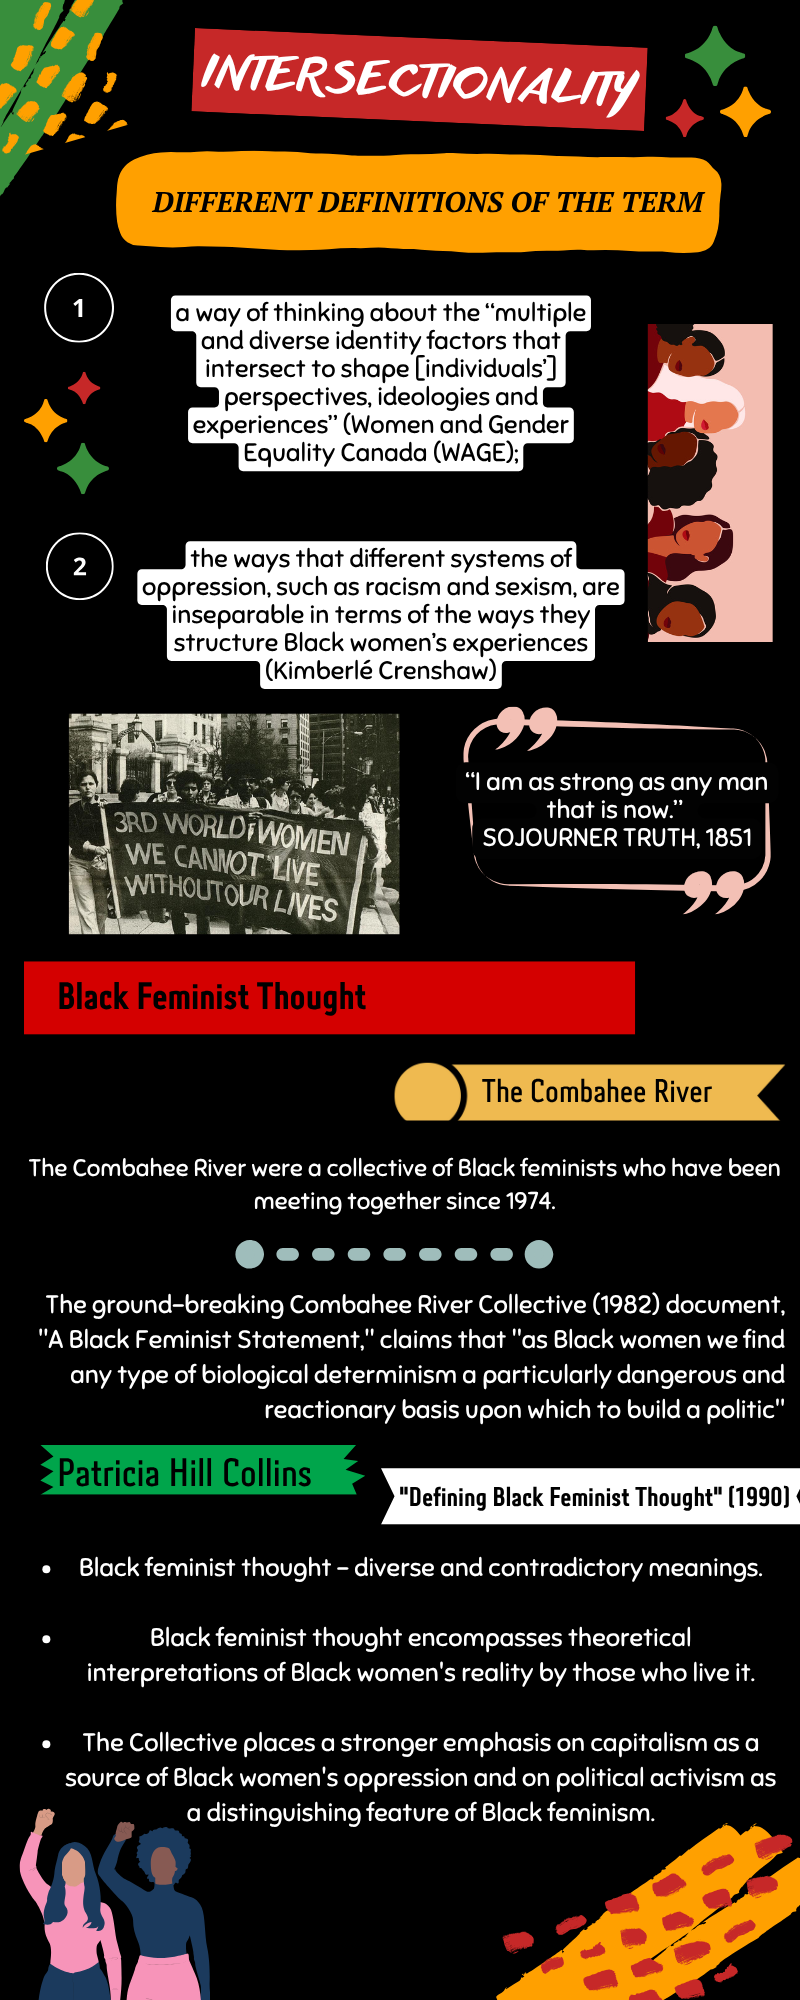 INTERSECTIONALITY
DIFFERENT DEFINITIONS OF THE TERM
1
a way of thinking about the “multiple
and diverse identity factors that
intersect to shape [individuals’]
perspectives, ideologies and
experiences” (Women and Gender
Equality Canada (WAGE);
2
the ways that different systems of
oppression, such as racism and sexism, are
inseparable in terms of the ways they
structure Black women’s experiences
(Kimberlé Crenshaw)
3RD WORLD WOMEN
WE CANNOT LIVE
WITHOUT OUR LIVES
“I am as strong as any man
that is now.”
SOJOURNER TRUTH, 1851
Black Feminist Thought
The Combahee River
The Combahee River were a collective of Black feminists who have been
meeting together since 1974.
The ground-breaking Combahee River Collective (1982) document,
"A Black Feminist Statement," claims that "as Black women we find
any type of biological determinism a particularly dangerous and
reactionary basis upon which to build a politic"
Patricia Hill Collins
"Defining Black Feminist Thought" (1990)
• Black feminist thought - diverse and contradictory meanings.
• Black feminist thought encompasses theoretical
interpretations of Black women's reality by those who live it.
• The Collective places a stronger emphasis on capitalism as a
source of Black women's oppression and on political activism as
a distinguishing feature of Black feminism.